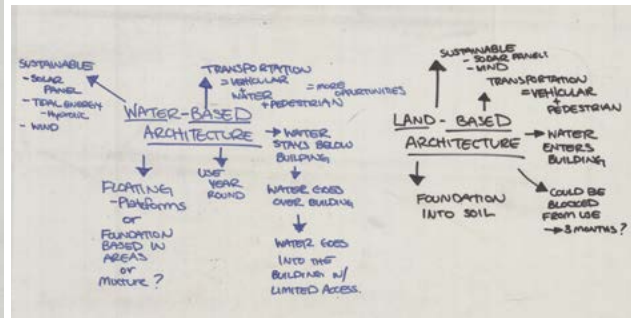 SUSTAINABLE
- SOLAR
PANEL
- TIDAL ENERGY
- HYDRAULIC
- WIND
TRANSPORTATION
= VEHICULAR
+ WATER
+ PEDESTRIAN
= MORE
OPPURTUNITIES
WATER-BASED
ARCHITECTURE
→ WATER
STAYS BELOW
BUILDING
WATER GOES
OVER BUILDING
WATER GOES
INTO THE
BUILDING W/
LIMITED ACCESS.
USE
YEAR
ROUND
FLOATING
- Platforms
or
FOUNDATION
BASED IN
AREAS
or
MIXTURE ?
SUSTAINABLE
- SOLAR PANELS
- WIND
TRANSPORTATION
= VEHICULAR
+
PEDESTRIAN
LAND - BASED
ARCHITECTURE
→ WATER
ENTERS
BUILDING
COULD BE
BLOCKED
FROM USE
→ 3 MONTHS ?
FOUNDATION
INTO SOIL